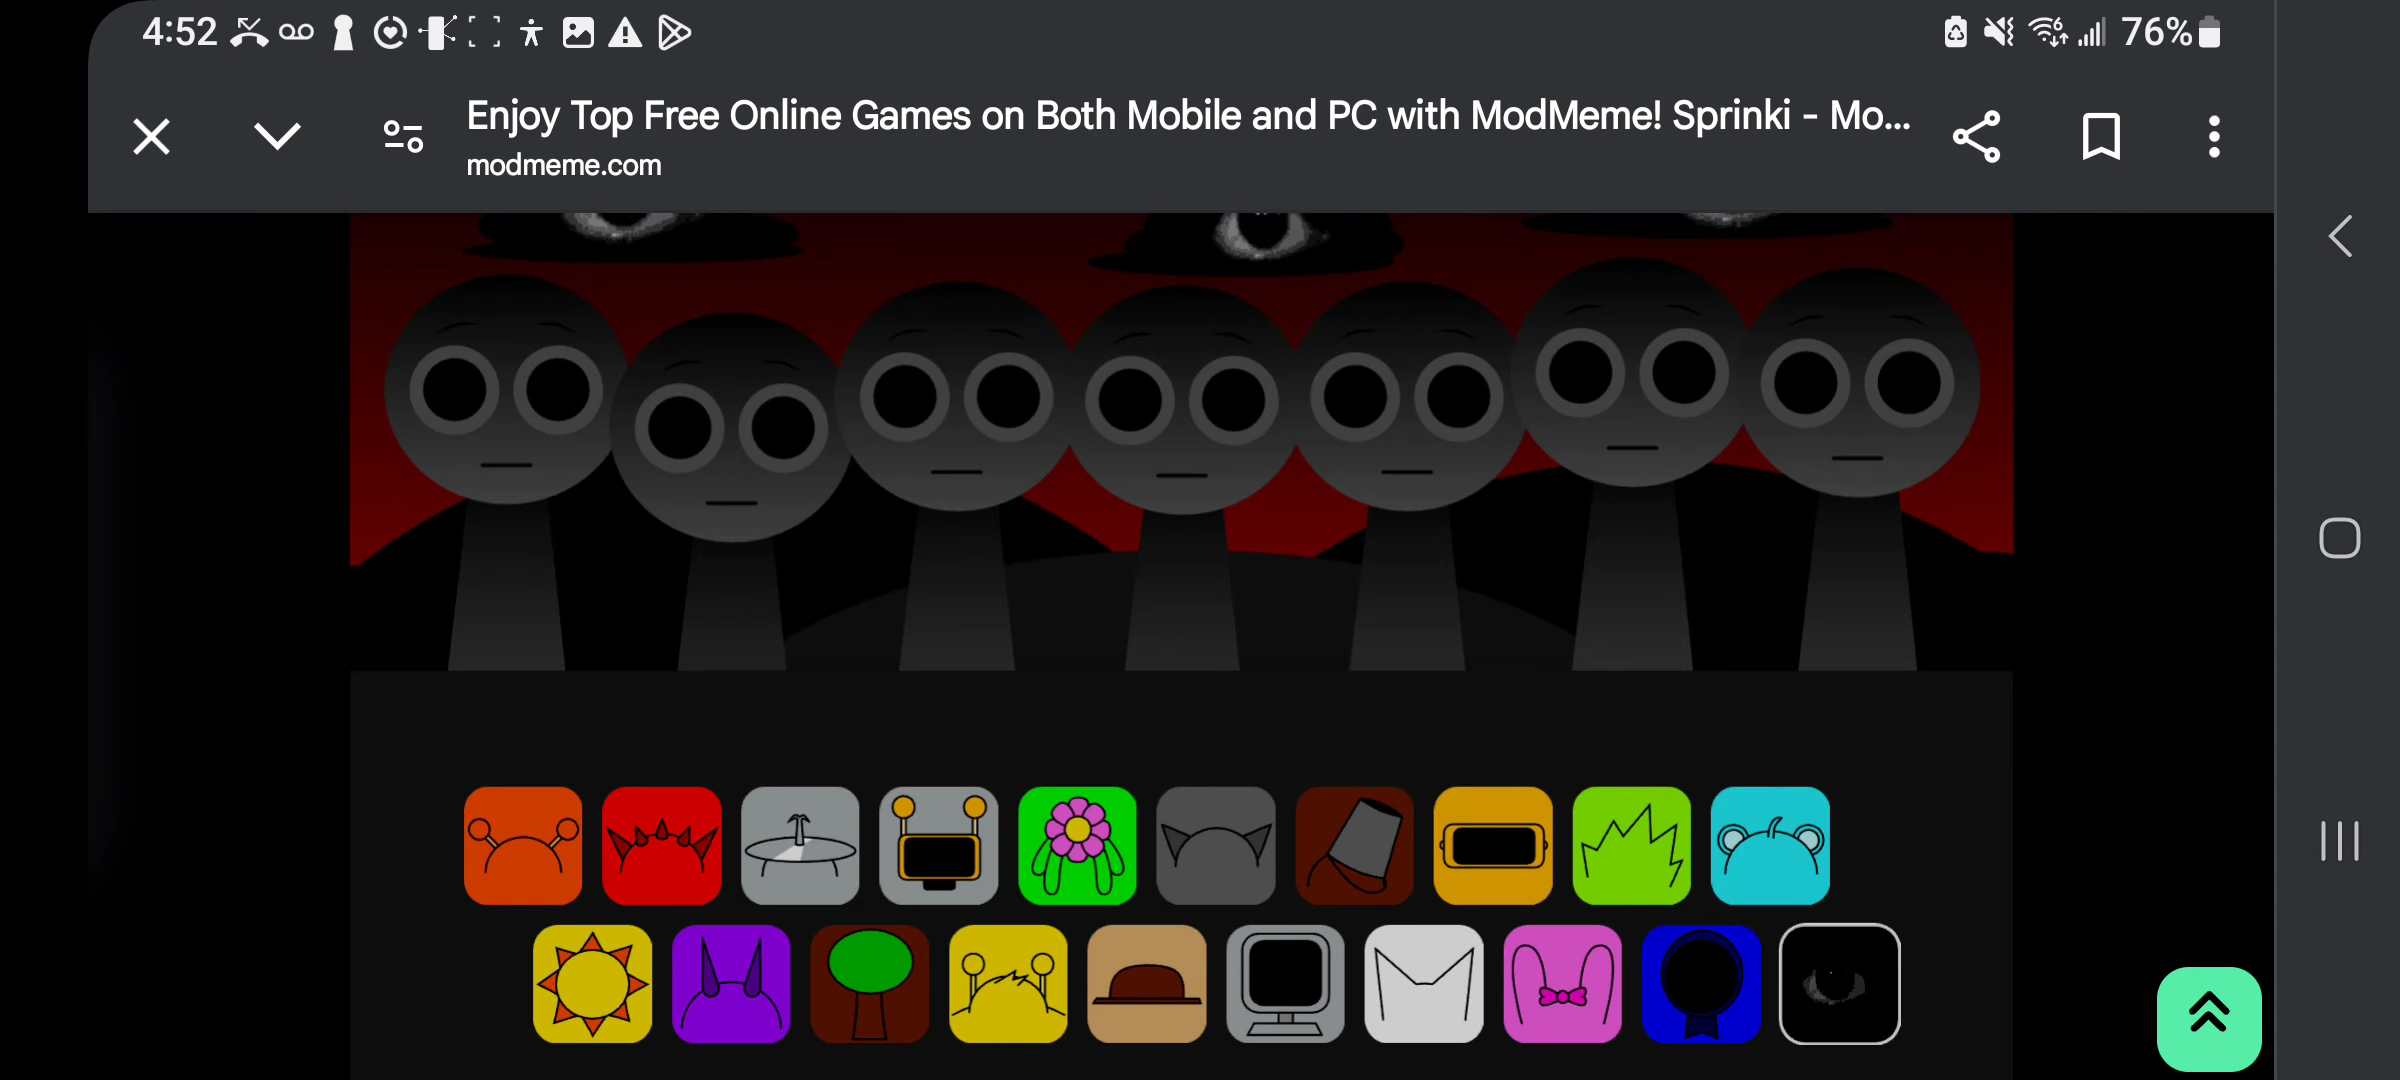 4:52
76%
Enjoy Top Free Online Games on Both Mobile and PC with ModMeme! Sprinki - Mo...
modmeme.com